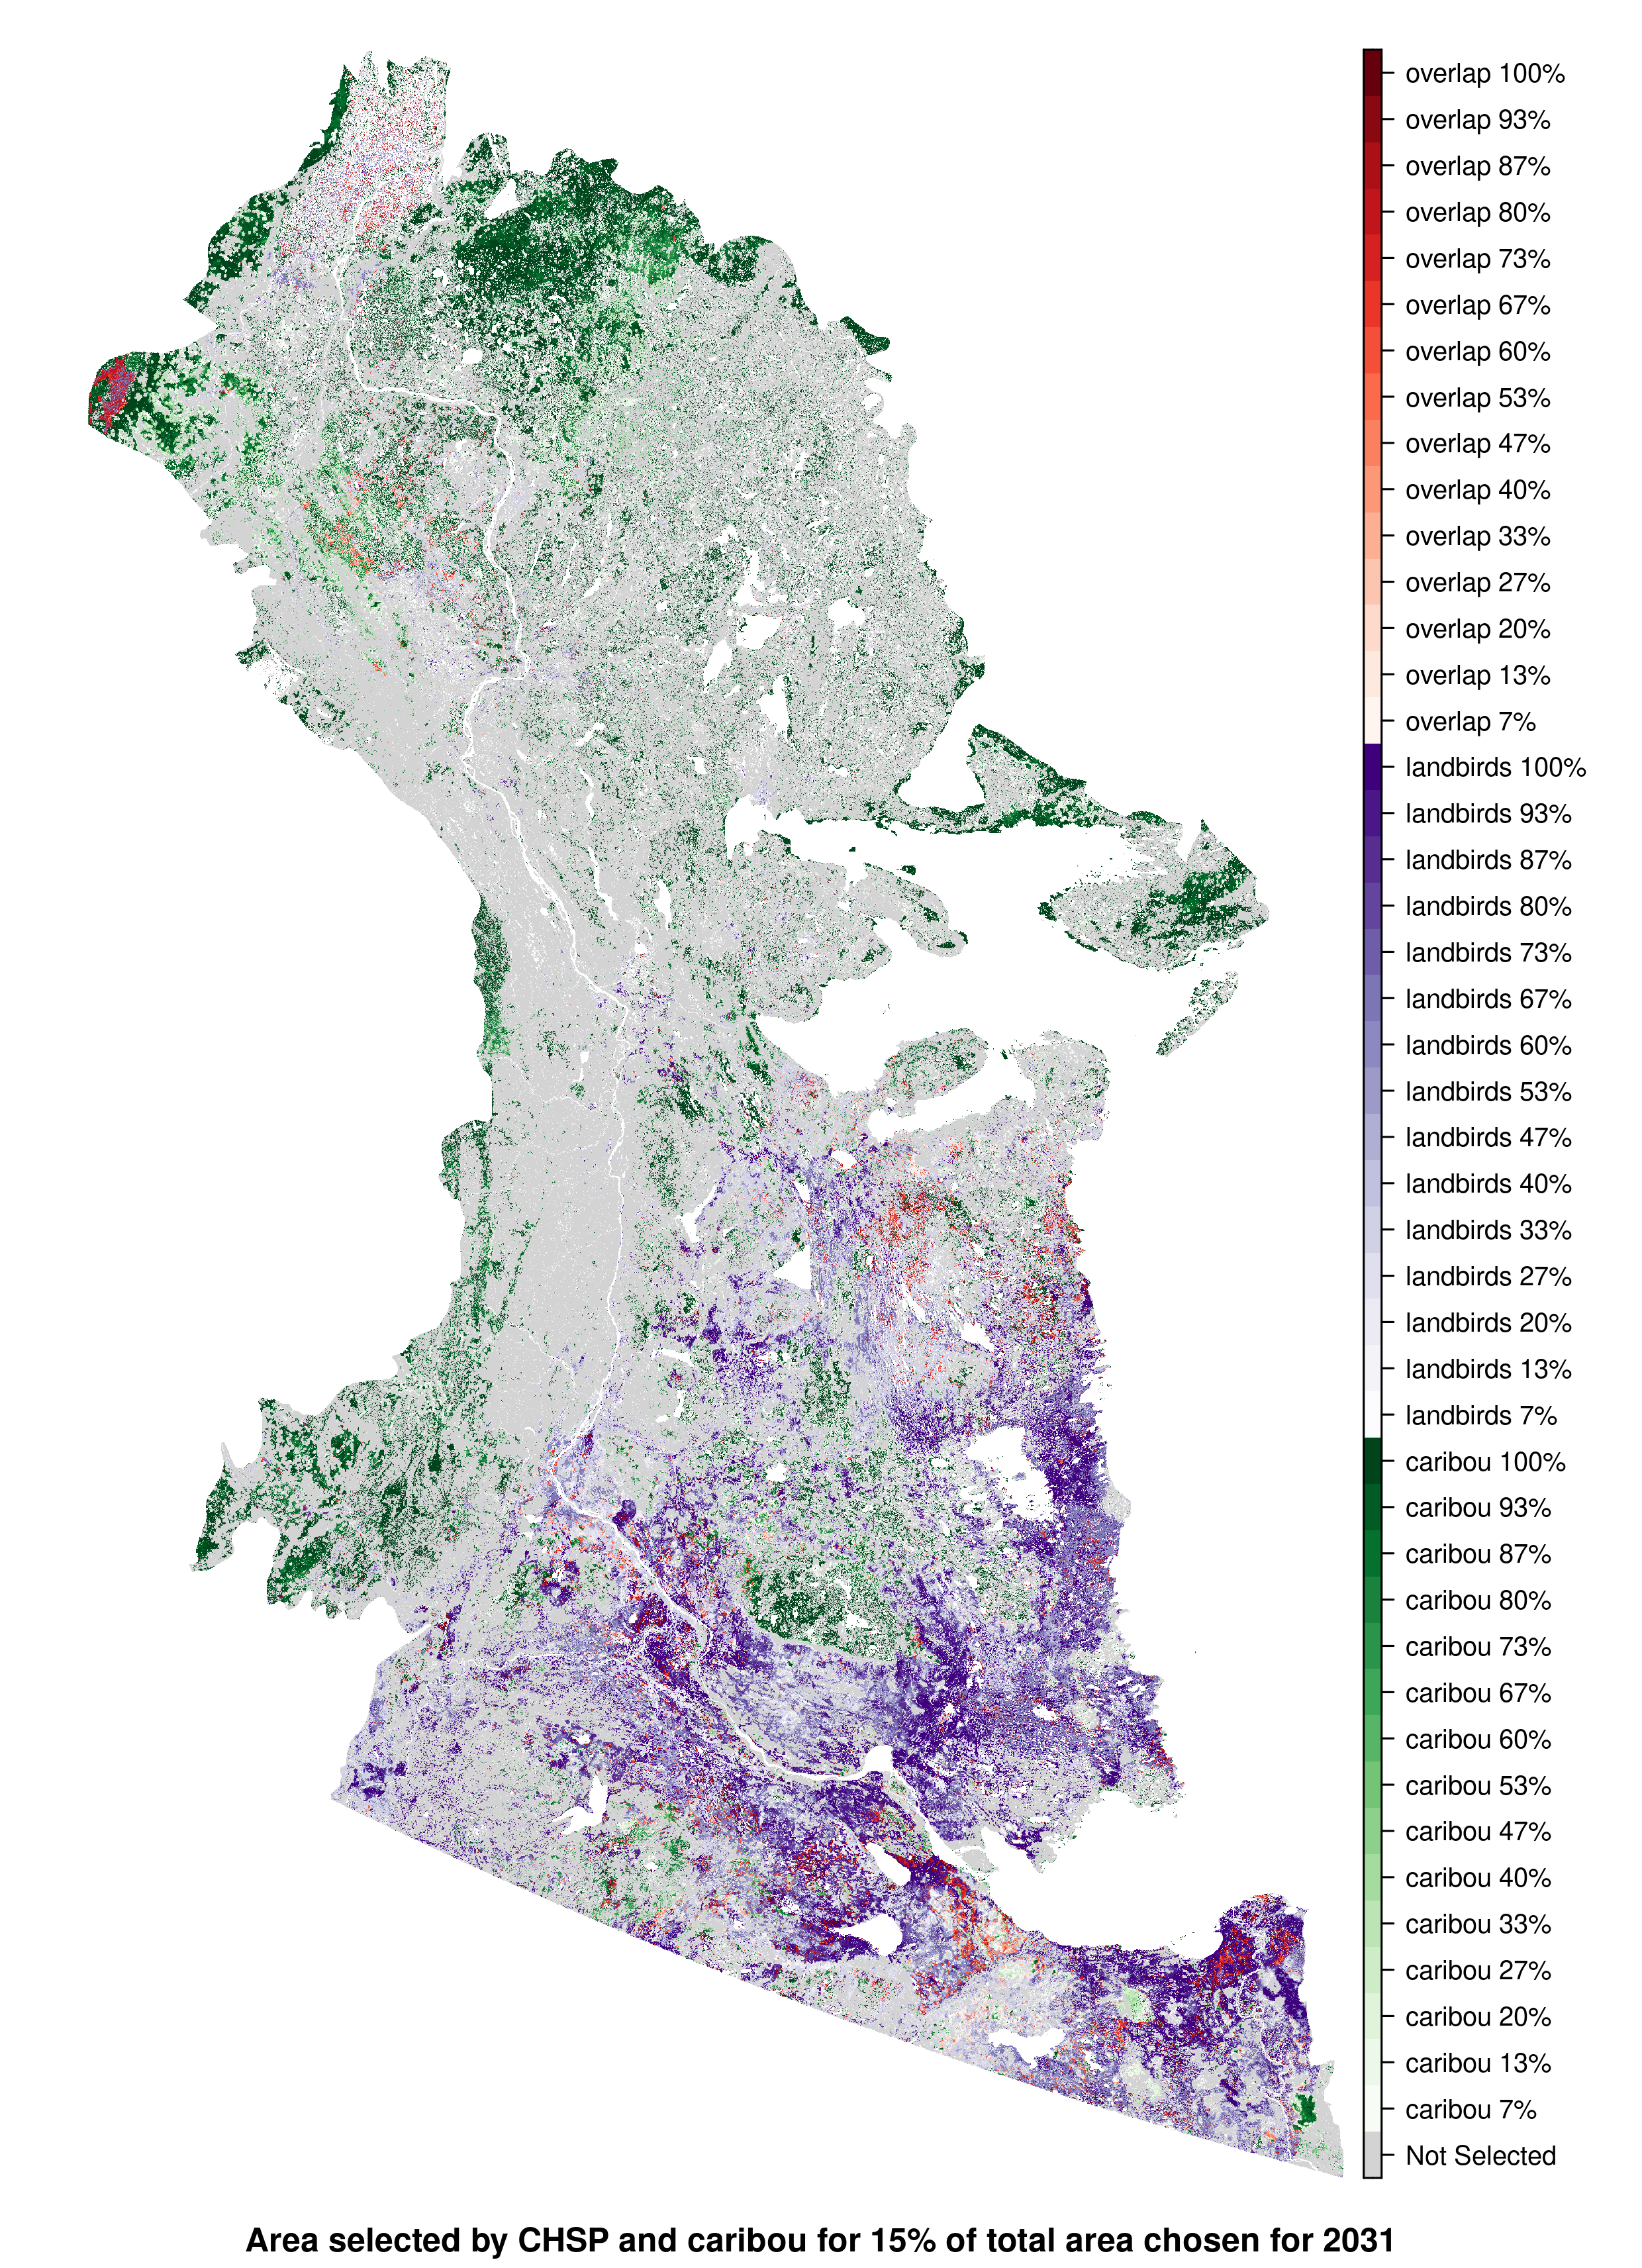 overlap 100%
overlap 93%
overlap 87%
overlap 80%
overlap 73%
overlap 67%
overlap 60%
overlap 53%
overlap 47%
overlap 40%
overlap 33%
overlap 27%
overlap 20%
overlap 13%
overlap 7%
landbirds 100%
landbirds 93%
landbirds 87%
landbirds 80%
landbirds 73%
landbirds 67%
landbirds 60%
landbirds 53%
landbirds 47%
landbirds 40%
landbirds 33%
landbirds 27%
landbirds 20%
landbirds 13%
landbirds 7%
caribou 100%
caribou 93%
caribou 87%
caribou 80%
caribou 73%
caribou 67%
caribou 60%
caribou 53%
caribou 47%
caribou 40%
caribou 33%
caribou 27%
caribou 20%
caribou 13%
caribou 7%
Not Selected
Area selected by CHSP and caribou for 15% of total area chosen for 2031